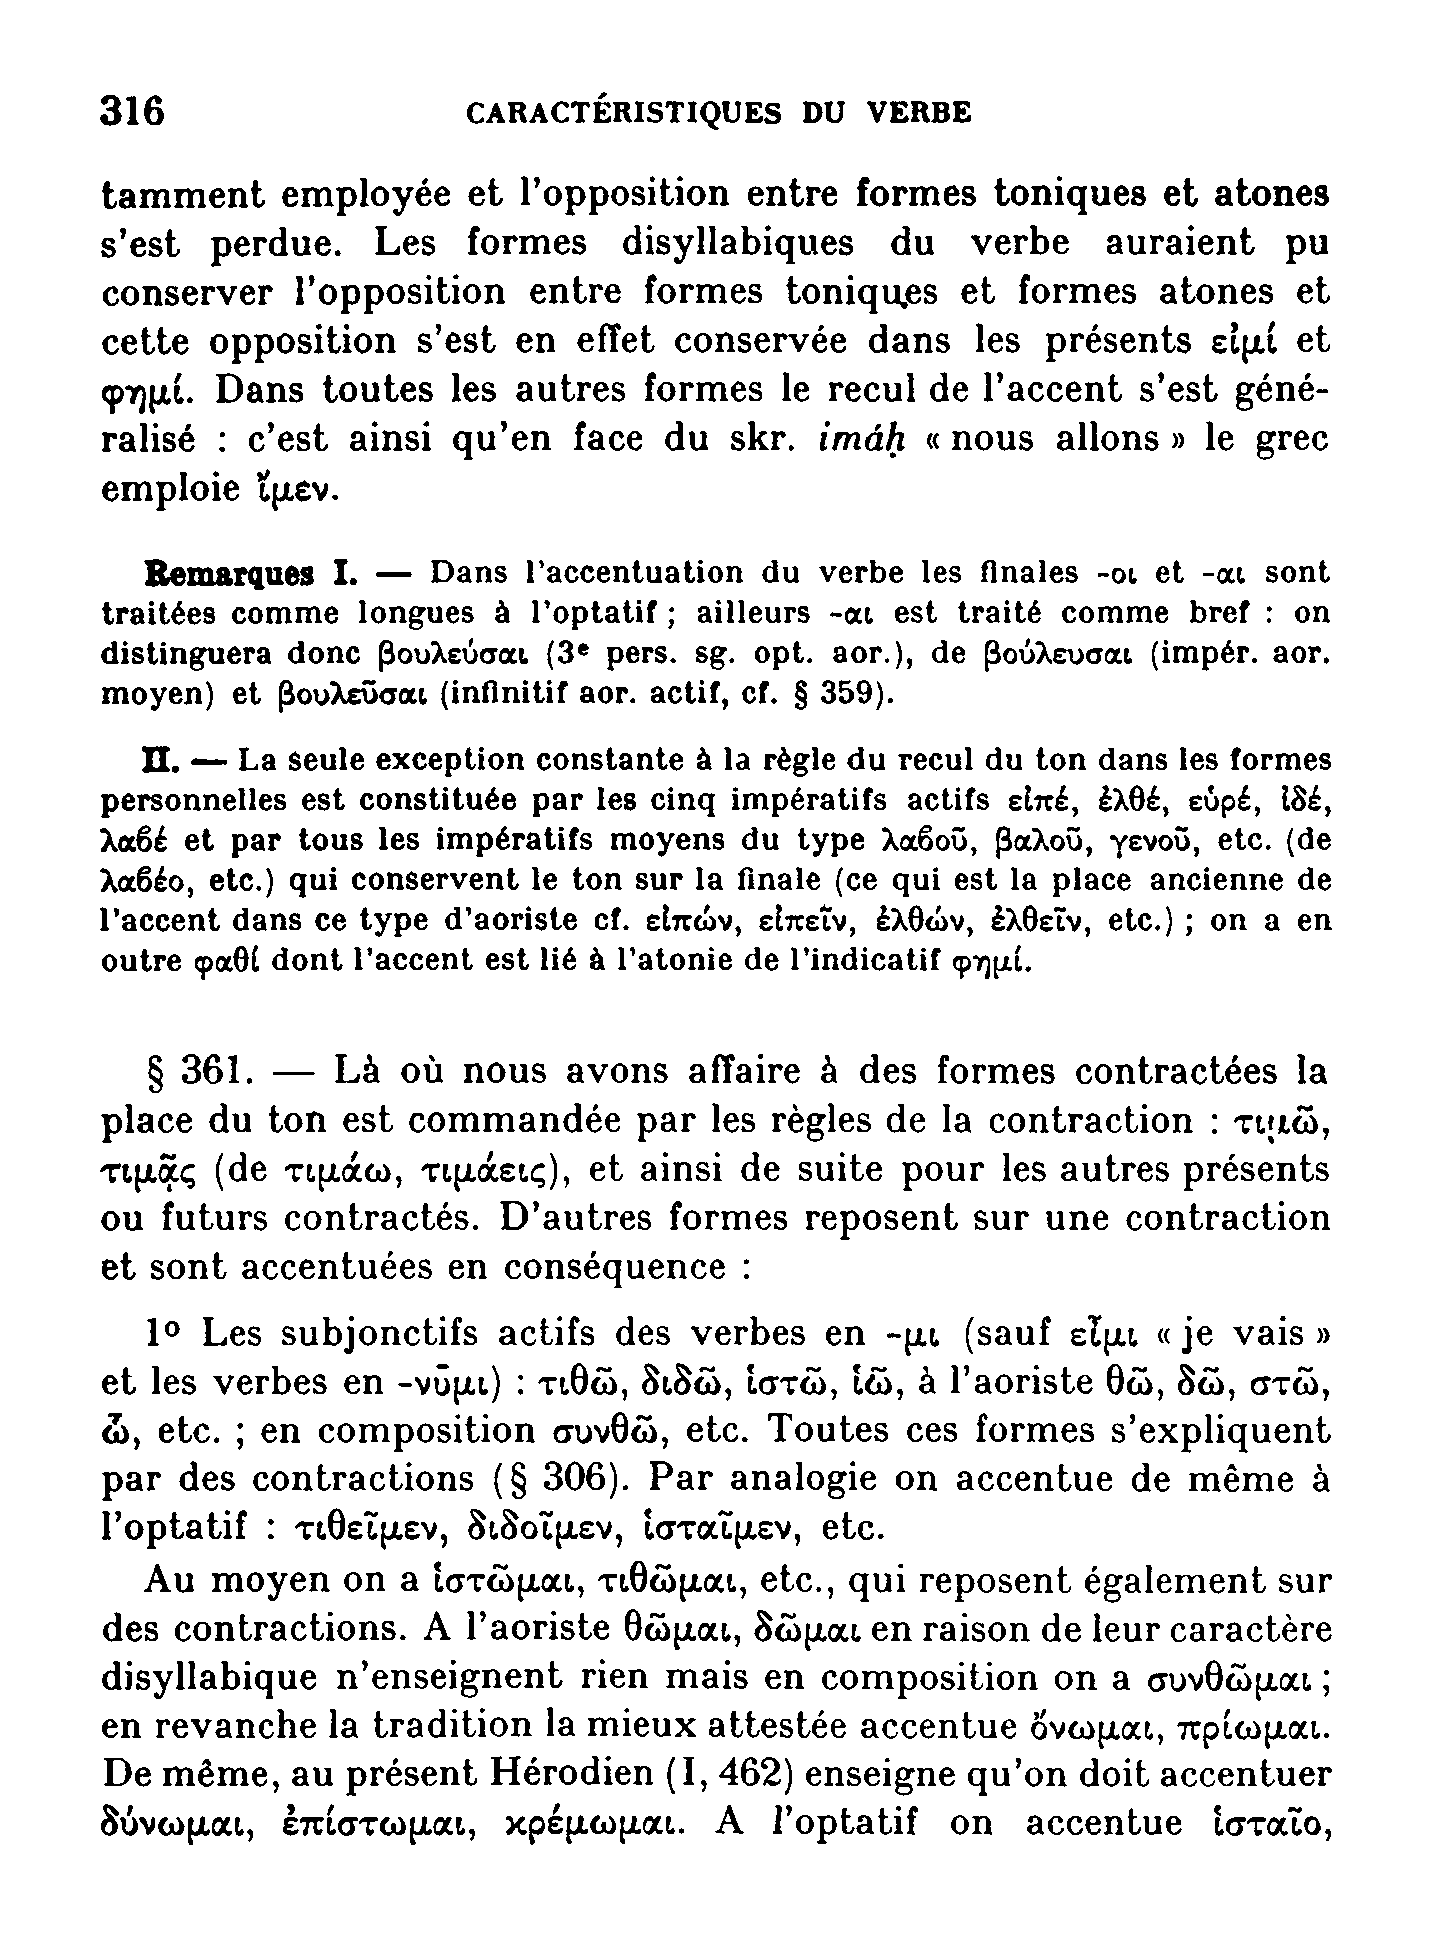 316 CARACTÉRISTIQUES DU VERBE
tamment employée et l'opposition entre formes toniques et atones
s'est perdue. Les formes disyllabiques du verbe auraient pu
conserver l'opposition entre formes toniques et formes atones et
cette opposition s'est en effet conservée dans les présents εἰμί et
φημί. Dans toutes les autres formes le recul de l'accent s'est géné-
ralisé : c'est ainsi qu'en face du skr. imáḥ « nous allons » le grec
emploie ἴμεν.
Remarques I. — Dans l'accentuation du verbe les finales -οι et -αι sont
traitées comme longues à l'optatif ; ailleurs -αι est traité comme bref : on
distinguera donc βουλεύσαι (3e pers. sg. opt. aor.), de βούλευσαι (impér. aor.
moyen) et βουλεῦσαι (infinitif aor. actif, cf. § 359).
II. — La seule exception constante à la règle du recul du ton dans les formes
personnelles est constituée par les cinq impératifs actifs εἰπέ, ἐλθέ, εὑρέ, ἰδέ,
λαϐέ et par tous les impératifs moyens du type λαϐοῦ, βαλοῦ, γενοῦ, etc. (de
λαϐέο, etc.) qui conservent le ton sur la finale (ce qui est la place ancienne de
l'accent dans ce type d'aoriste cf. εἰπών, εἰπεῖν, ἐλθών, ἐλθεῖν, etc.) ; on a en
outre φαθί dont l'accent est lié à l'atonie de l'indicatif φημί.
§ 361. — Là où nous avons affaire à des formes contractées la
place du ton est commandée par les règles de la contraction : τιμῶ,
τιμᾷς (de τιμάω, τιμάεις), et ainsi de suite pour les autres présents
ou futurs contractés. D'autres formes reposent sur une contraction
et sont accentuées en conséquence :
1º Les subjonctifs actifs des verbes en -μι (sauf εἶμι « je vais »
et les verbes en -νῡμι) : τιθῶ, διδῶ, ἱστῶ, ἱῶ, à l'aoriste θῶ, δῶ, στῶ,
ὧ, etc. ; en composition συνθῶ, etc. Toutes ces formes s'expliquent
par des contractions (§ 306). Par analogie on accentue de même à
l'optatif : τιθεῖμεν, διδοῖμεν, ἱσταῖμεν, etc.
Au moyen on a ἱστῶμαι, τιθῶμαι, etc., qui reposent également sur
des contractions. A l'aoriste θῶμαι, δῶμαι en raison de leur caractère
disyllabique n'enseignent rien mais en composition on a συνθῶμαι ;
en revanche la tradition la mieux attestée accentue ὄνωμαι, πρίωμαι.
De même, au présent Hérodien (I, 462) enseigne qu'on doit accentuer
δύνωμαι, ἐπίστωμαι, κρέμωμαι. A l'optatif on accentue ἱσταῖο,